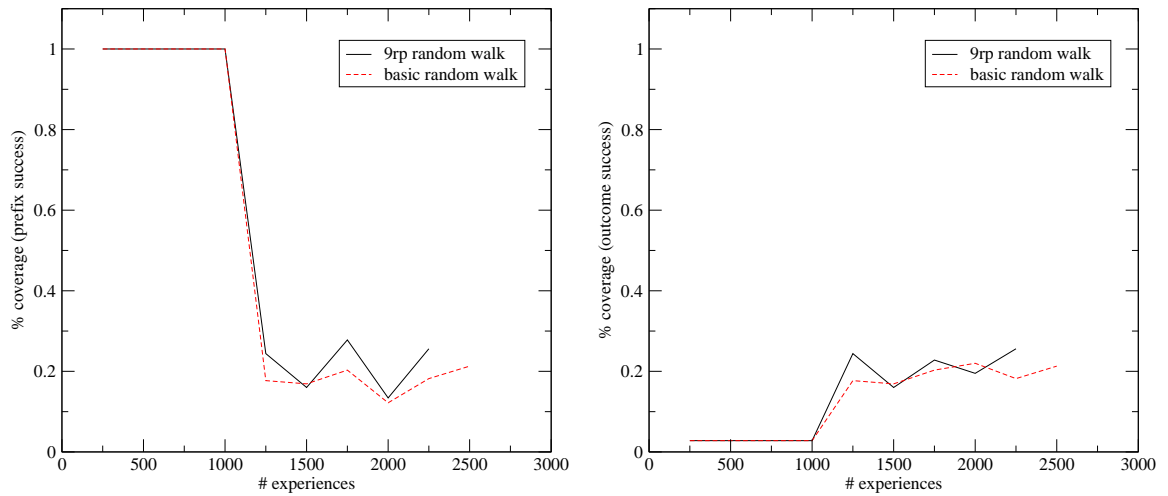 9rp random walk
basic random walk
% coverage (prefix success)
1
0.8
0.6
0.4
0.2
0
0 500 1000 1500 2000 2500 3000
# experiences
9rp random walk
basic random walk
% coverage (outcome success)
1
0.8
0.6
0.4
0.2
0
0 500 1000 1500 2000 2500 3000
# experiences